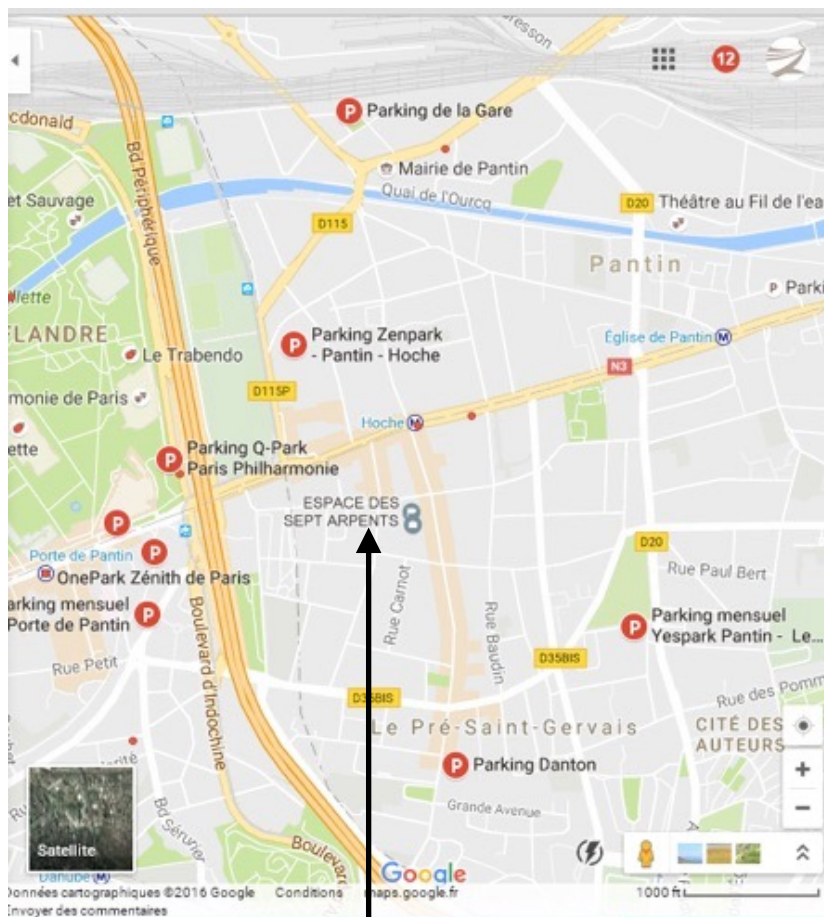 resson
12
P Parking de la Gare
cdonald
Mairie de Pantin
Bd Périphérique
et Sauvage
Quai de l'Ourcq
D20
Théâtre au Fil de l'ea
D115
Pantin
P Parki
lette
FLANDRE
P Parking Zenpark
- Pantin - Hoche
Église de Pantin M
Le Trabendo
N3
D115P
monie de Paris
Hoche M
ette
P Parking Q-Park
Paris Philharmonie
ESPACE DES
SEPT ARPENTS
P
Porte de Pantin
P
D20
OnePark Zénith de Paris
Rue Paul Bert
arking mensuel
Porte de Pantin P
Rue Carnot
Rue Baudin
P Parking mensuel
Yespark Pantin - Le...
Boulevard d'Indochine
Rue Petit
D35BIS
D35BIS
Rue des Pomm
Le Pré-Saint-Gervais
CITÉ DES
AUTEURS
P Parking Danton
Grande Avenue
Bd Sérurier
Satellite
Boulevar
Danube M
Google
Données cartographiques ©2016 Google Conditions maps.google.fr 1000 ft
Envoyer des commentaires